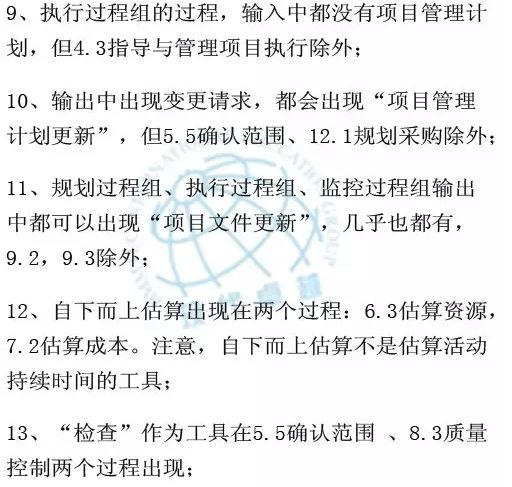 9、执行过程组的过程，输入中都没有项目管理计
划，但4.3指导与管理项目执行除外；
10、输出中出现变更请求，都会出现“项目管理
计划更新”，但5.5确认范围、12.1规划采购除外；
11、规划过程组、执行过程组、监控过程组输出
中都可以出现“项目文件更新”，几乎也都有，
9.2，9.3除外；
12、自下而上估算出现在两个过程：6.3估算资源，
7.2估算成本。注意，自下而上估算不是估算活动
持续时间的工具；
13、“检查”作为工具在5.5确认范围 、8.3质量
控制两个过程出现；